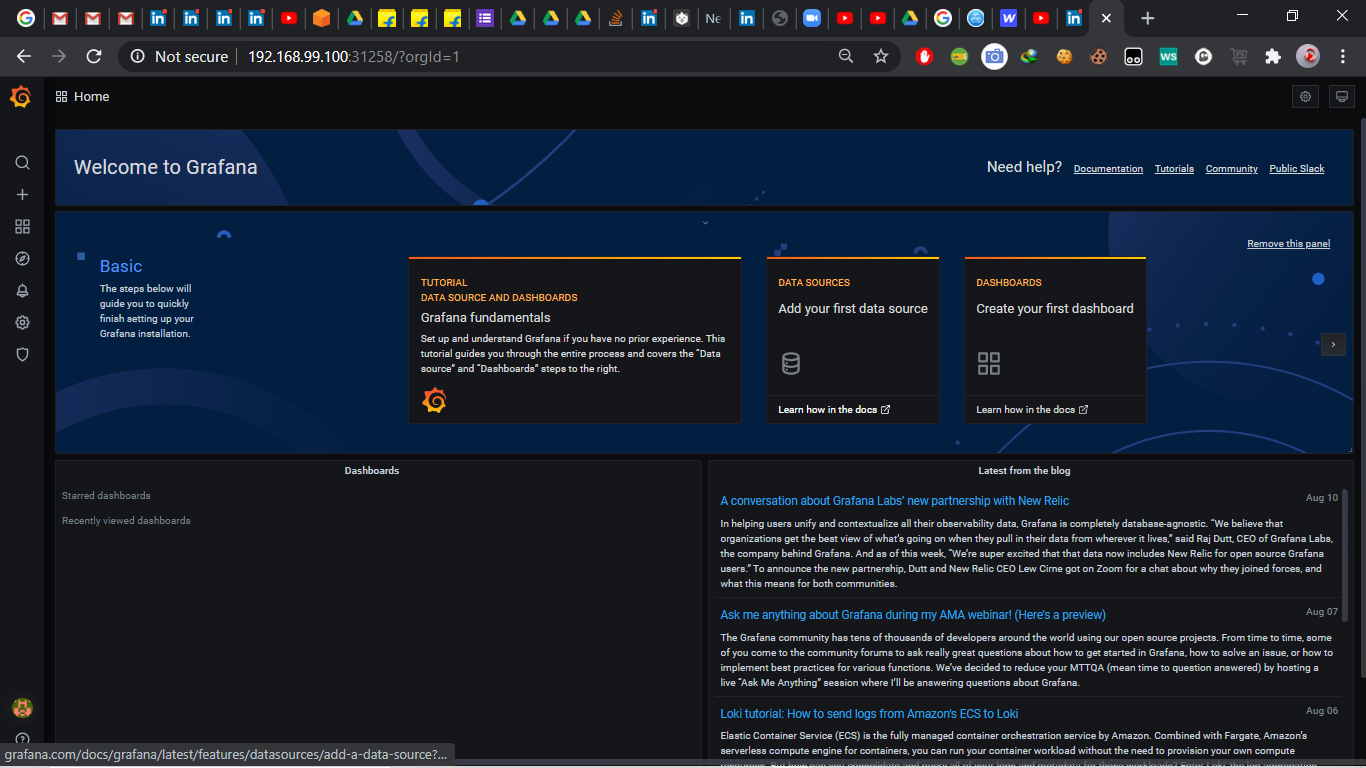 Ne
Not secure
192.168.99.100:31258/?orgId=1
WS
Home
Welcome to Grafana
Need help?
Documentation
Tutorials
Community
Public Slack
Remove this panel
Basic
The steps below will
guide you to quickly
finish setting up your
Grafana installation.
TUTORIAL
DATA SOURCE AND DASHBOARDS
Grafana fundamentals
Set up and understand Grafana if you have no prior experience. This
tutorial guides you through the entire process and covers the “Data
source” and “Dashboards” steps to the right.
DATA SOURCES
Add your first data source
Learn how in the docs
DASHBOARDS
Create your first dashboard
Learn how in the docs
Dashboards
Starred dashboards
Recently viewed dashboards
Latest from the blog
A conversation about Grafana Labs’ new partnership with New Relic
Aug 10
In helping users unify and contextualize all their observability data, Grafana is completely database-agnostic. “We believe that
organizations get the best view of what’s going on when they pull in their data from wherever it lives,” said Raj Dutt, CEO of Grafana Labs,
the company behind Grafana. And as of this week, “We’re super excited that that data now includes New Relic for open source Grafana
users.” To announce the new partnership, Dutt and New Relic CEO Lew Cirne got on Zoom for a chat about why they joined forces, and
what this means for both communities.
Ask me anything about Grafana during my AMA webinar! (Here’s a preview)
Aug 07
The Grafana community has tens of thousands of developers around the world using our open source projects. From time to time, some
of you come to the community forums to ask really great questions about how to get started in Grafana, how to solve an issue, or how to
implement best practices for various functions. We’ve decided to reduce your MTTQA (mean time to question answered) by hosting a
live “Ask Me Anything” session where I’ll be answering questions about Grafana.
Loki tutorial: How to send logs from Amazon's ECS to Loki
Aug 06
Elastic Container Service (ECS) is the fully managed container orchestration service by Amazon. Combined with Fargate, Amazon’s
serverless compute engine for containers, you can run your container workload without the need to provision your own compute
grafana.com/docs/grafana/latest/features/datasources/add-a-data-source?...